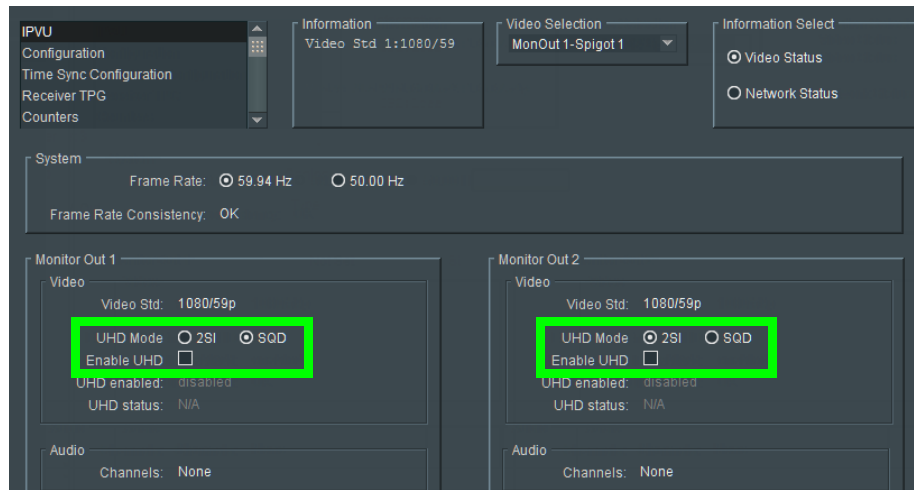 IPVU
Configuration
Time Sync Configuration
Receiver TPG
Counters
Information
Video Std 1:1080/59
Video Selection
MonOut 1-Spigot 1
Information Select
Video Status
Network Status
System
Frame Rate: 59.94 Hz 50.00 Hz
Frame Rate Consistency: OK
Monitor Out 1
Video
Video Std: 1080/59p
UHD Mode 2SI SQD
Enable UHD
UHD enabled: disabled
UHD status: N/A
Audio
Channels: None
Monitor Out 2
Video
Video Std: 1080/59p
UHD Mode 2SI SQD
Enable UHD
UHD enabled: disabled
UHD status: N/A
Audio
Channels: None